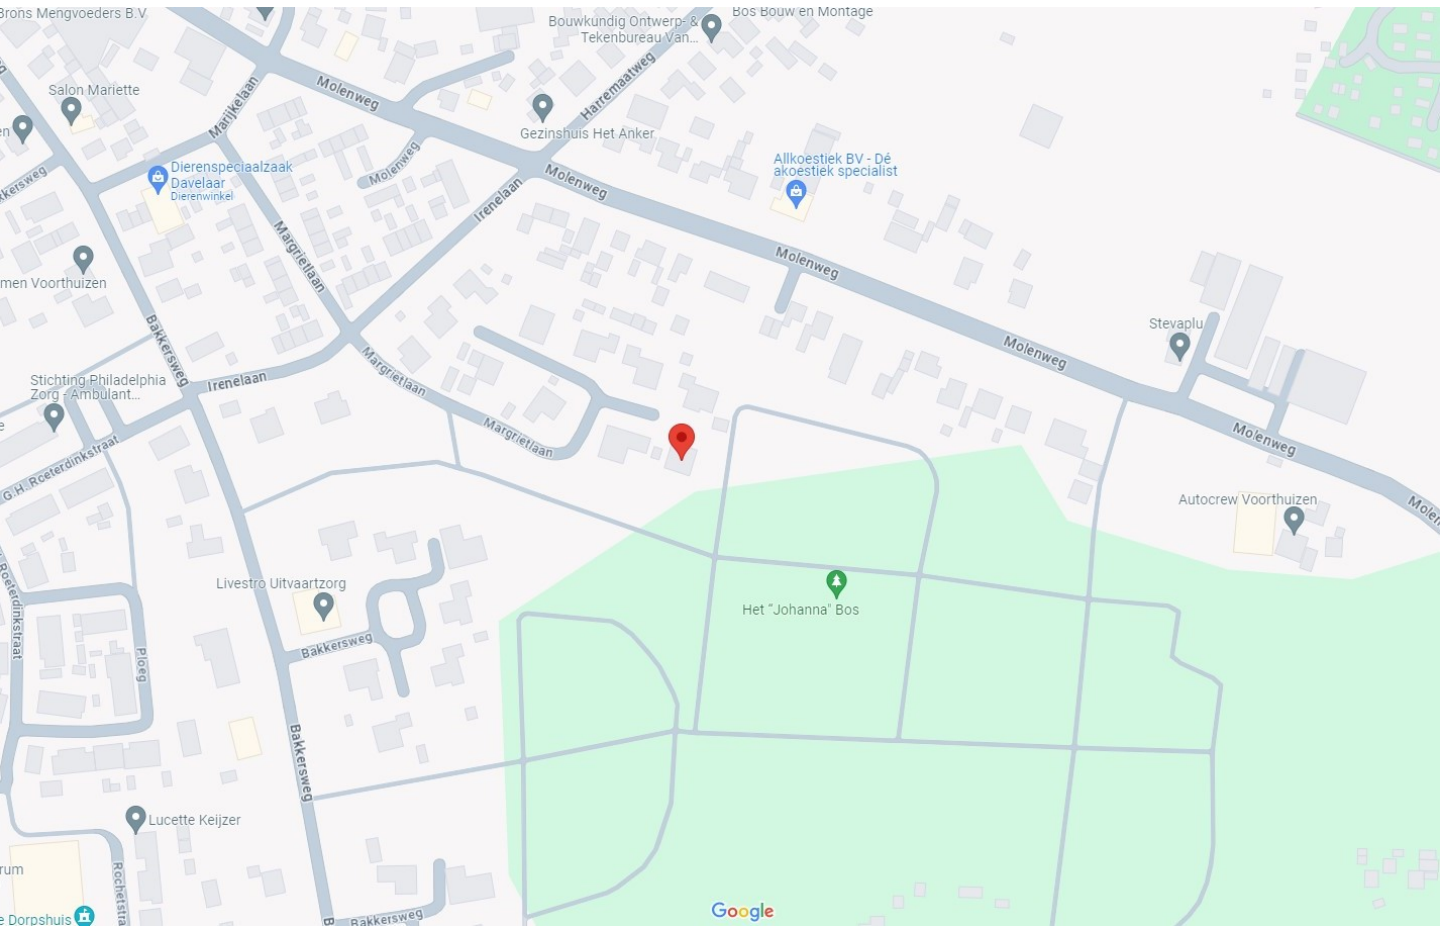 Brons Mengvoeders B.V
Bos Bouw en Montage
Bouwkundig Ontwerp- &
Tekenbureau Van...
Salon Mariette
Molenweg
Harremaatweg
Marijkelaan
Gezinshuis Het Anker
Molenweg
Dierenspeciaalzaak
Davelaar
Dierenwinkel
Allkoestiek BV - Dé
akoestiek specialist
Molenweg
Irenelaan
Margrietlaan
Molenweg
men Voorthuizen
Bakkersweg
Stevaplu
Molenweg
Margrietlaan
Irenelaan
Stichting Philadelphia
Zorg - Ambulant...
Margrietlaan
Molenweg
G.H. Roeterdinkstraat
Autocrew Voorthuizen
Livestro Uitvaartzorg
Het "Johanna" Bos
Roeterdinkstraat
Bakkersweg
Ploeg
Bakkersweg
Lucette Keijzer
rum
Dorpshuis
Bakkersweg
Google